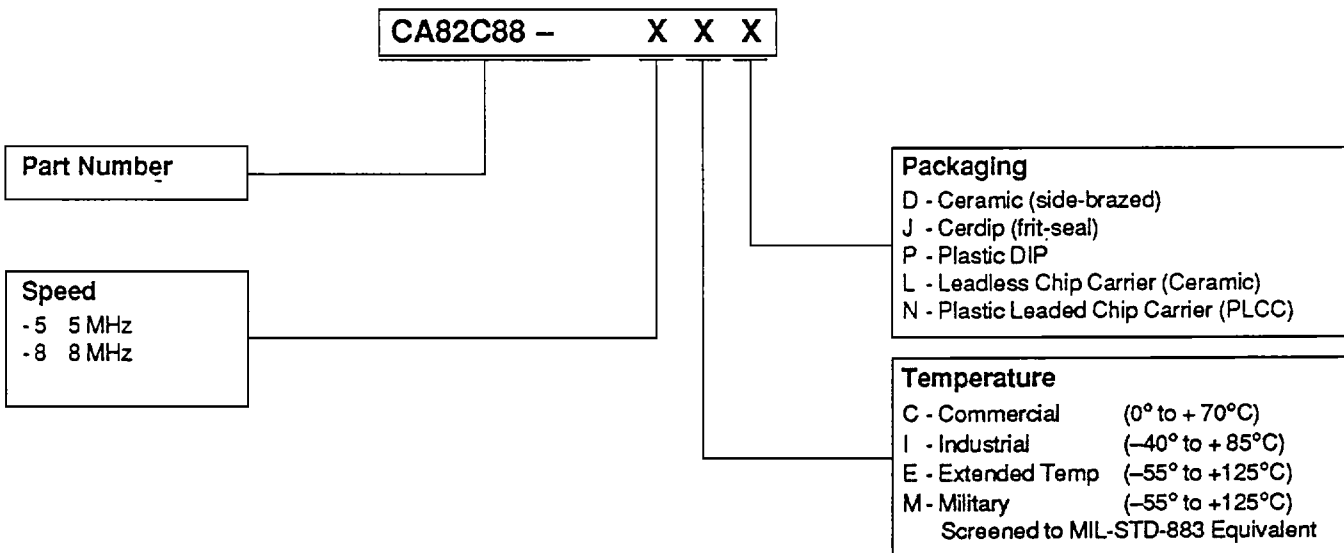 CA82C88 – X X X
Part Number
Speed
-5 5 MHz
-8 8 MHz
Packaging
D - Ceramic (side-brazed)
J - Cerdip (frit-seal)
P - Plastic DIP
L - Leadless Chip Carrier (Ceramic)
N - Plastic Leaded Chip Carrier (PLCC)
Temperature
C - Commercial (0° to + 70°C)
I - Industrial (–40° to + 85°C)
E - Extended Temp (–55° to +125°C)
M - Military (–55° to +125°C)
Screened to MIL-STD-883 Equivalent